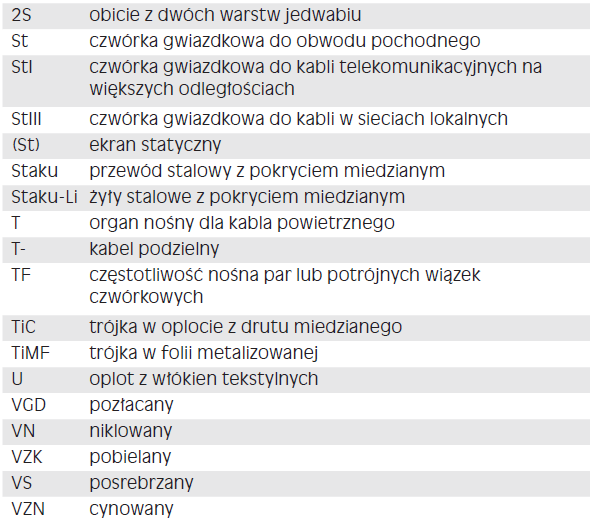 2S obicie z dwóch warstw jedwabiu
St czwórka gwiazdkowa do obwodu pochodnego
StI czwórka gwiazdkowa do kabli telekomunikacyjnych na
większych odległościach
StIII czwórka gwiazdkowa do kabli w sieciach lokalnych
(St) ekran statyczny
Staku przewód stalowy z pokryciem miedzianym
Staku-Li żyły stalowe z pokryciem miedzianym
T organ nośny dla kabla powietrznego
T- kabel podzielny
TF częstotliwość nośna par lub potrójnych wiązek
czwórkowych
TiC trójka w oplocie z drutu miedzianego
TiMF trójka w folii metalizowanej
U oplot z włókien tekstylnych
VGD pozłacany
VN niklowany
VZK pobielany
VS posrebrzany
VZN cynowany